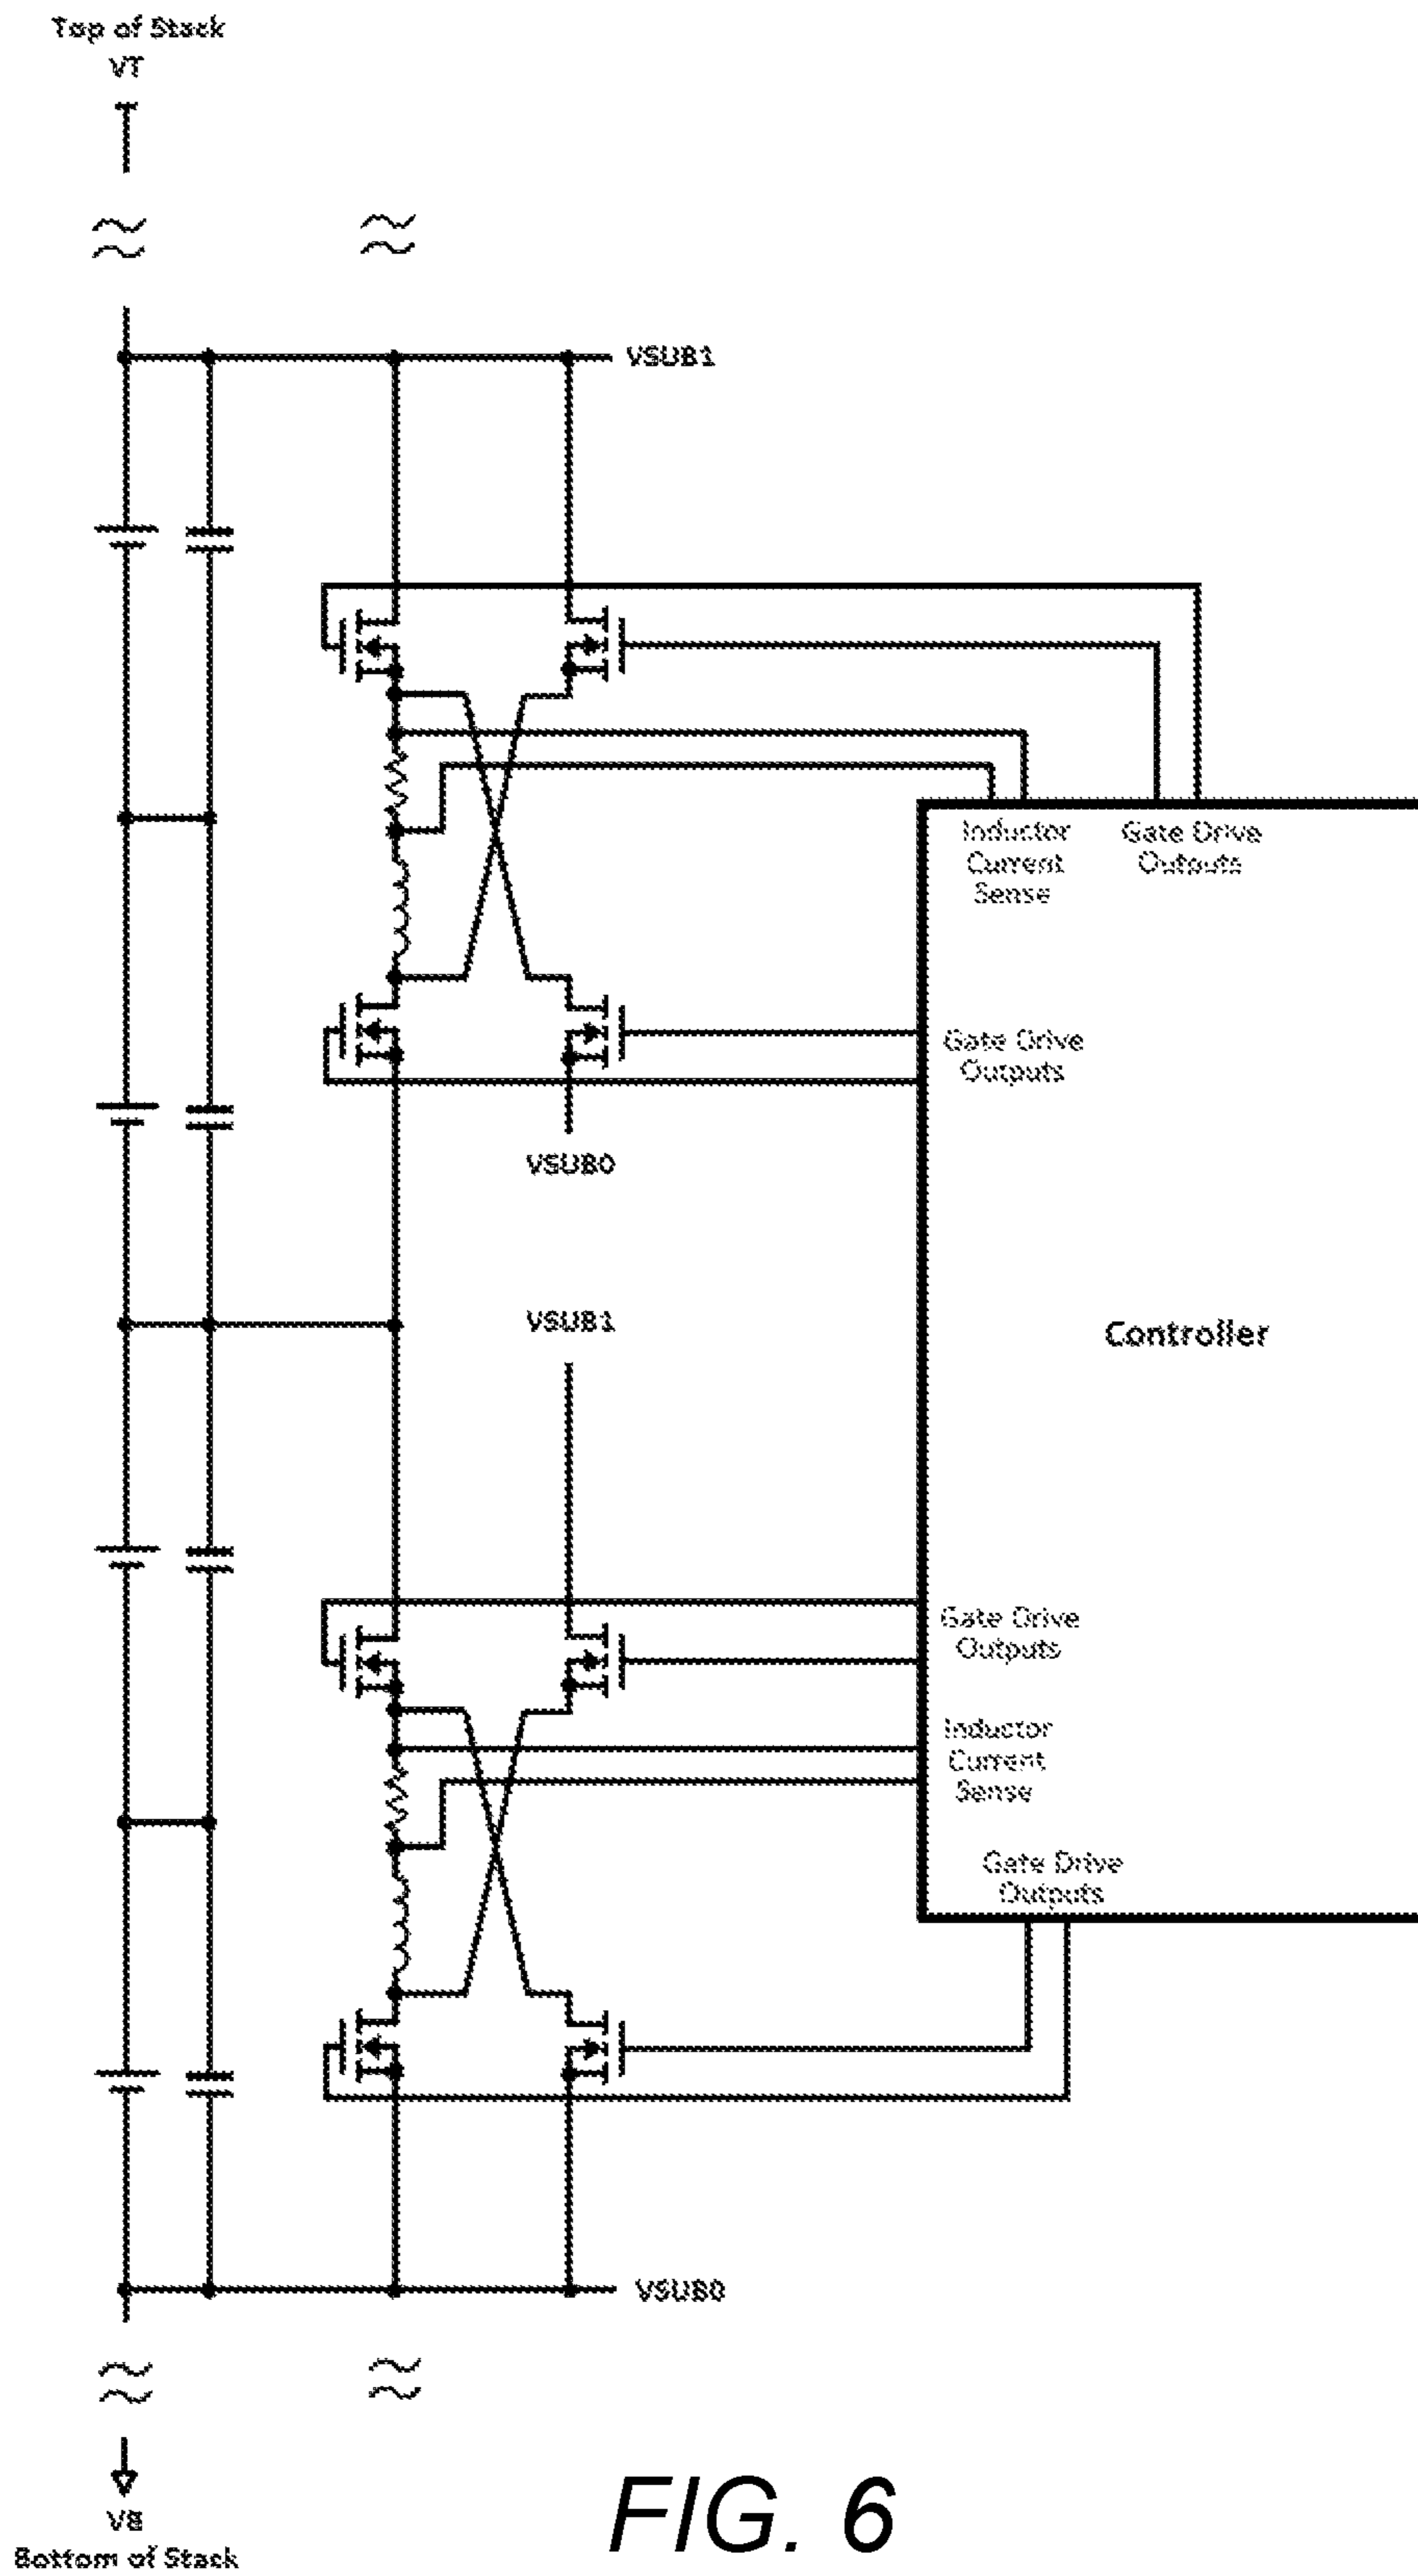 Top of Stack
VT
VSUB1
Inductor
Current
Sense
Gate Drive
Outputs
Gate Drive
Outputs
VSUB0
VSUB1
Controller
Gate Drive
Outputs
Inductor
Current
Sense
Gate Drive
Outputs
VSUB0
VB
Bottom of Stack
FIG. 6